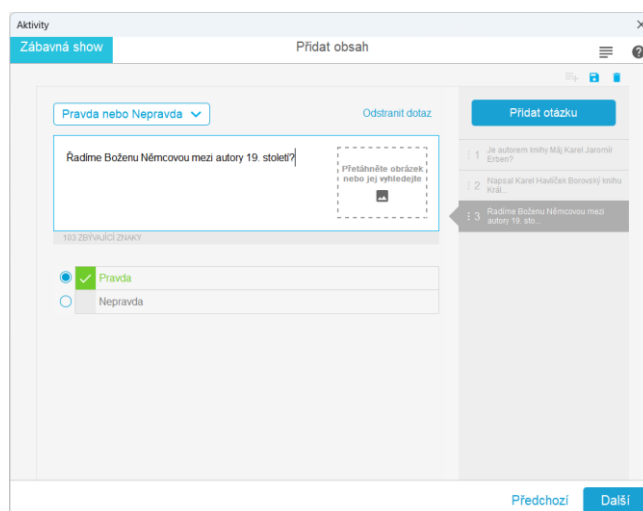 Aktivity
Zábavná show
Přidat obsah
Pravda nebo Nepravda
Odstranit dotaz
Řadíme Boženu Němcovou mezi autory 19. století?
Přetáhněte obrázek
nebo jej vyhledejte
103 ZBÝVAJÍCÍ ZNAKY
Pravda
Nepravda
Přidat otázku
1 Je autorem knihy Máj Karel Jaromír
Erben?
2 Napsal Karel Havlíček Borovský knihu
Král...
3 Řadíme Boženu Němcovou mezi
autory 19. sto...
Předchozí
Další